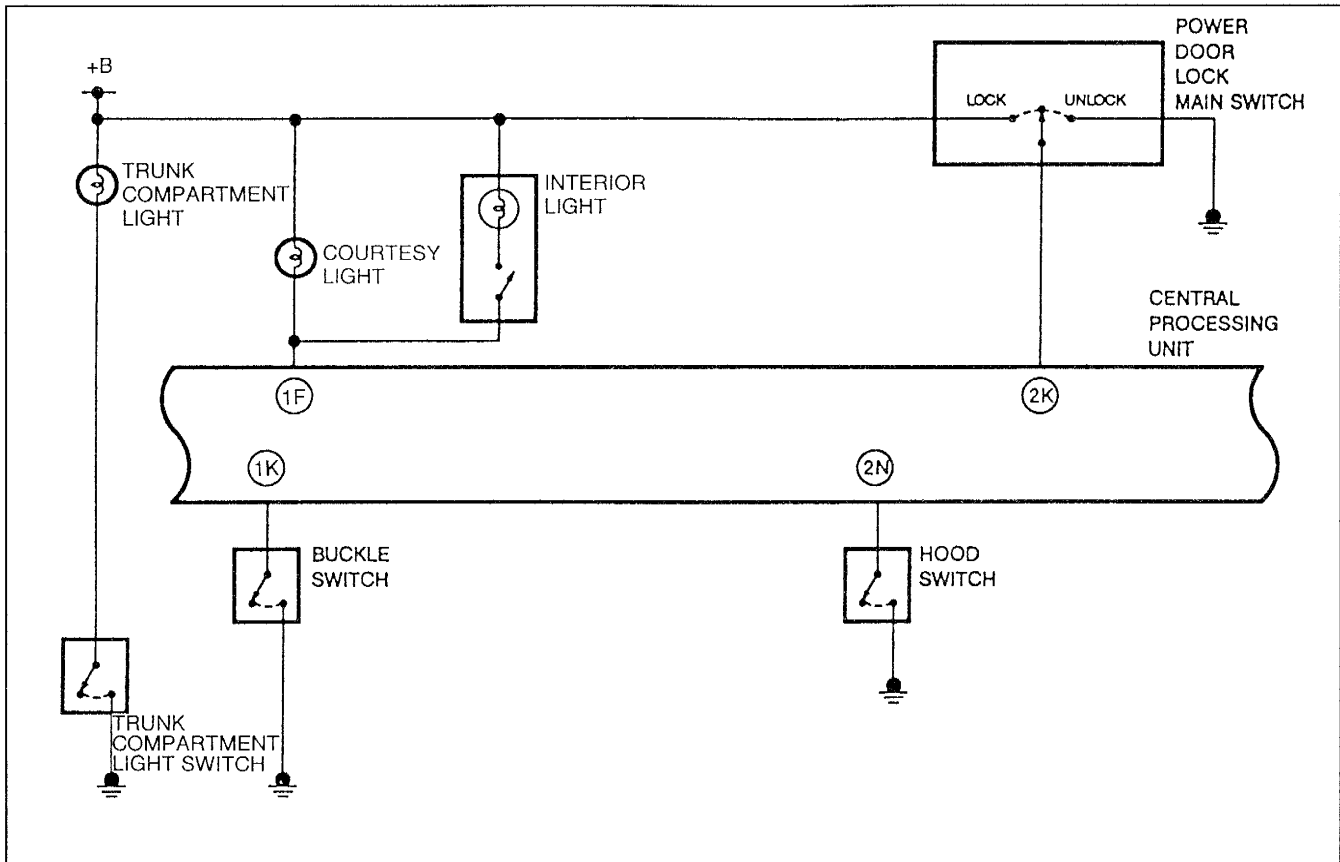 +B
POWER
DOOR
LOCK
MAIN SWITCH
LOCK
UNLOCK
TRUNK
COMPARTMENT
LIGHT
INTERIOR
LIGHT
COURTESY
LIGHT
CENTRAL
PROCESSING
UNIT
1F
2K
1K
2N
BUCKLE
SWITCH
HOOD
SWITCH
TRUNK
COMPARTMENT
LIGHT SWITCH